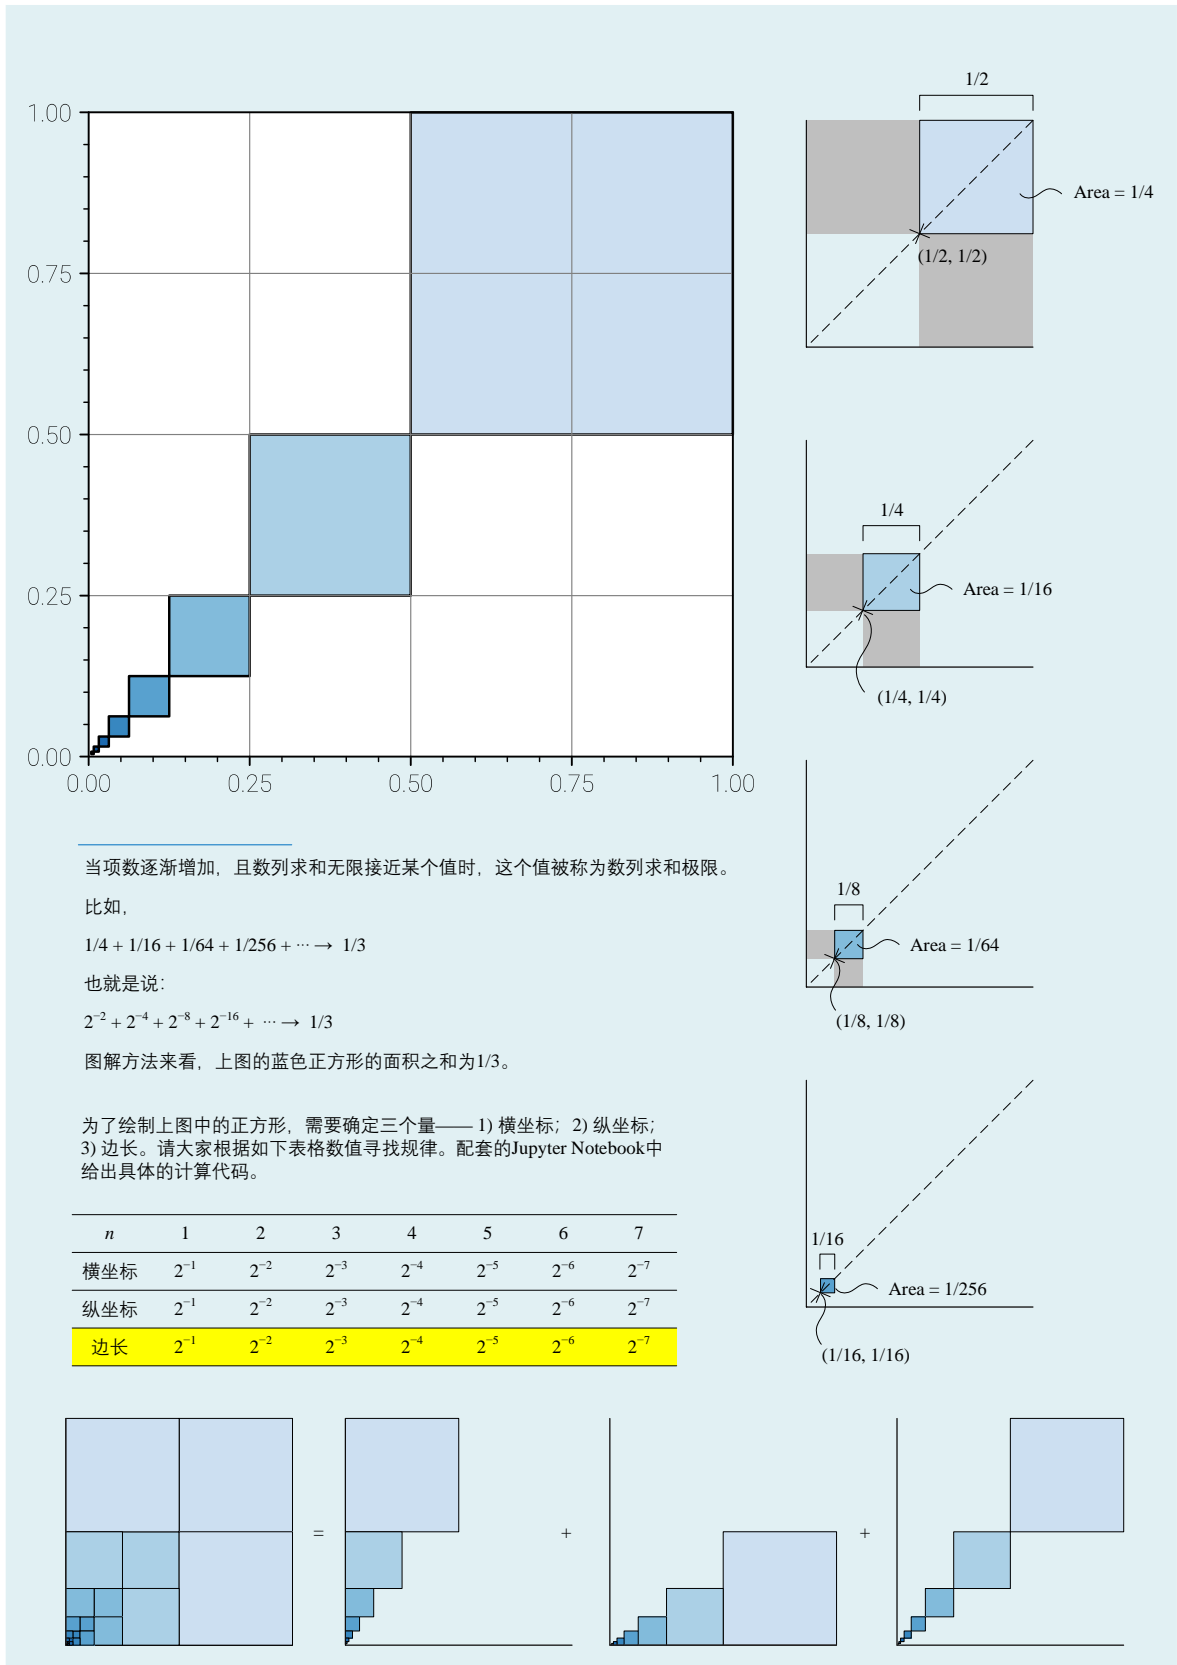 1.00
0.75
0.50
0.25
0.00
0.00 0.25 0.50 0.75 1.00
1/2
Area = 1/4
(1/2, 1/2)
1/4
Area = 1/16
(1/4, 1/4)
1/8
Area = 1/64
(1/8, 1/8)
1/16
Area = 1/256
(1/16, 1/16)
当项数逐渐增加，且数列求和无限接近某个值时，这个值被称为数列求和极限。
比如，
1/4 + 1/16 + 1/64 + 1/256 + ··· → 1/3
也就是说：
2⁻² + 2⁻⁴ + 2⁻⁸ + 2⁻¹⁶ + ··· → 1/3
图解方法来看，上图的蓝色正方形的面积之和为1/3。
为了绘制上图中的正方形，需要确定三个量—— 1) 横坐标；2) 纵坐标；
3) 边长。请大家根据如下表格数值寻找规律。配套的Jupyter Notebook中
给出具体的计算代码。
n 1 2 3 4 5 6 7
横坐标 2⁻¹ 2⁻² 2⁻³ 2⁻⁴ 2⁻⁵ 2⁻⁶ 2⁻⁷
纵坐标 2⁻¹ 2⁻² 2⁻³ 2⁻⁴ 2⁻⁵ 2⁻⁶ 2⁻⁷
边长 2⁻¹ 2⁻² 2⁻³ 2⁻⁴ 2⁻⁵ 2⁻⁶ 2⁻⁷
= + +